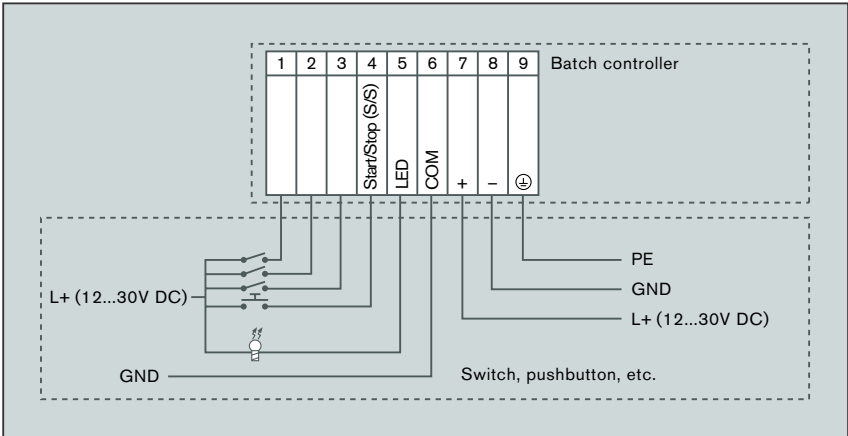 1 2 3 4 5 6 7 8 9 Batch controller
Start/Stop (S/S)
LED
COM
+
–
PE
GND
L+ (12...30V DC)
L+ (12...30V DC)
GND
Switch, pushbutton, etc.